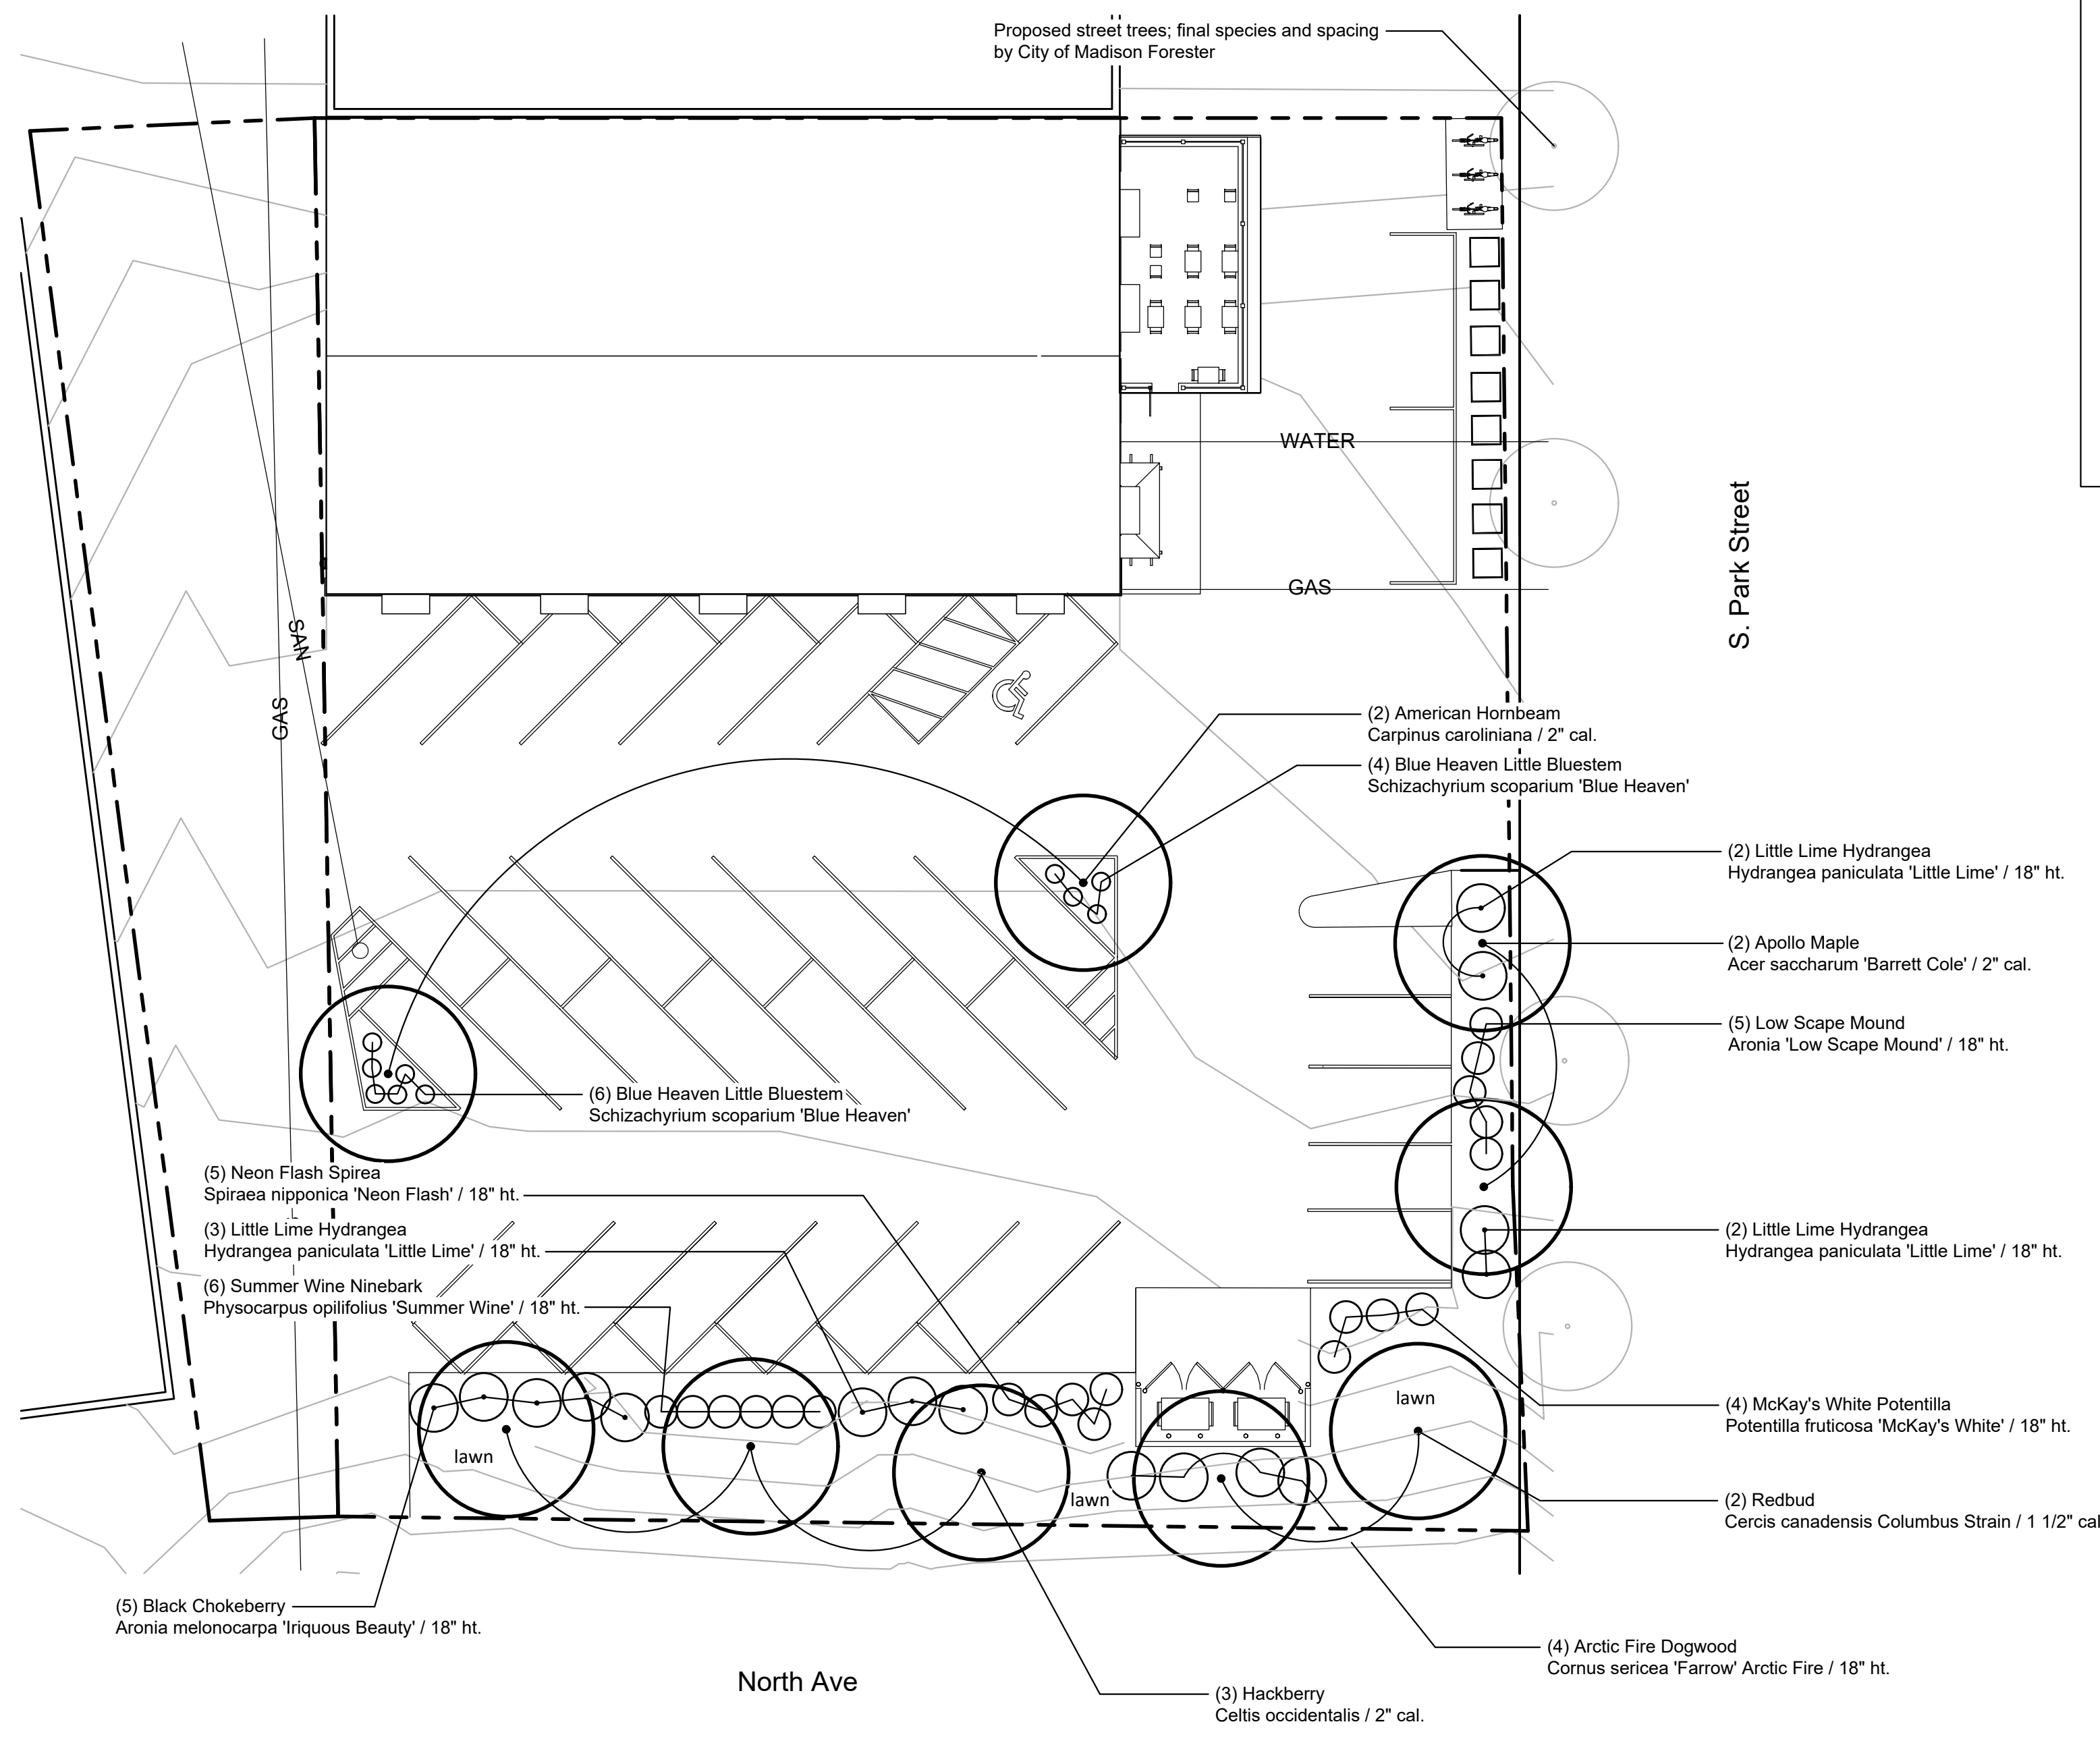 Proposed street trees; final species and spacing
by City of Madison Forester
WATER
S. Park Street
GAS
SAN
GAS
(2) American Hornbeam
Carpinus caroliniana / 2" cal.
(4) Blue Heaven Little Bluestem
Schizachyrium scoparium 'Blue Heaven'
(2) Little Lime Hydrangea
Hydrangea paniculata 'Little Lime' / 18" ht.
(2) Apollo Maple
Acer saccharum 'Barrett Cole' / 2" cal.
(5) Low Scape Mound
Aronia 'Low Scape Mound' / 18" ht.
(6) Blue Heaven Little Bluestem
Schizachyrium scoparium 'Blue Heaven'
(5) Neon Flash Spirea
Spiraea nipponica 'Neon Flash' / 18" ht.
(3) Little Lime Hydrangea
Hydrangea paniculata 'Little Lime' / 18" ht.
(2) Little Lime Hydrangea
Hydrangea paniculata 'Little Lime' / 18" ht.
(6) Summer Wine Ninebark
Physocarpus opilifolius 'Summer Wine' / 18" ht.
lawn
(4) McKay's White Potentilla
Potentilla fruticosa 'McKay's White' / 18" ht.
lawn
lawn
(2) Redbud
Cercis canadensis Columbus Strain / 1 1/2" cal
(5) Black Chokeberry
Aronia melonocarpa 'Iriquous Beauty' / 18" ht.
(4) Arctic Fire Dogwood
Cornus sericea 'Farrow' Arctic Fire / 18" ht.
North Ave
(3) Hackberry
Celtis occidentalis / 2" cal.